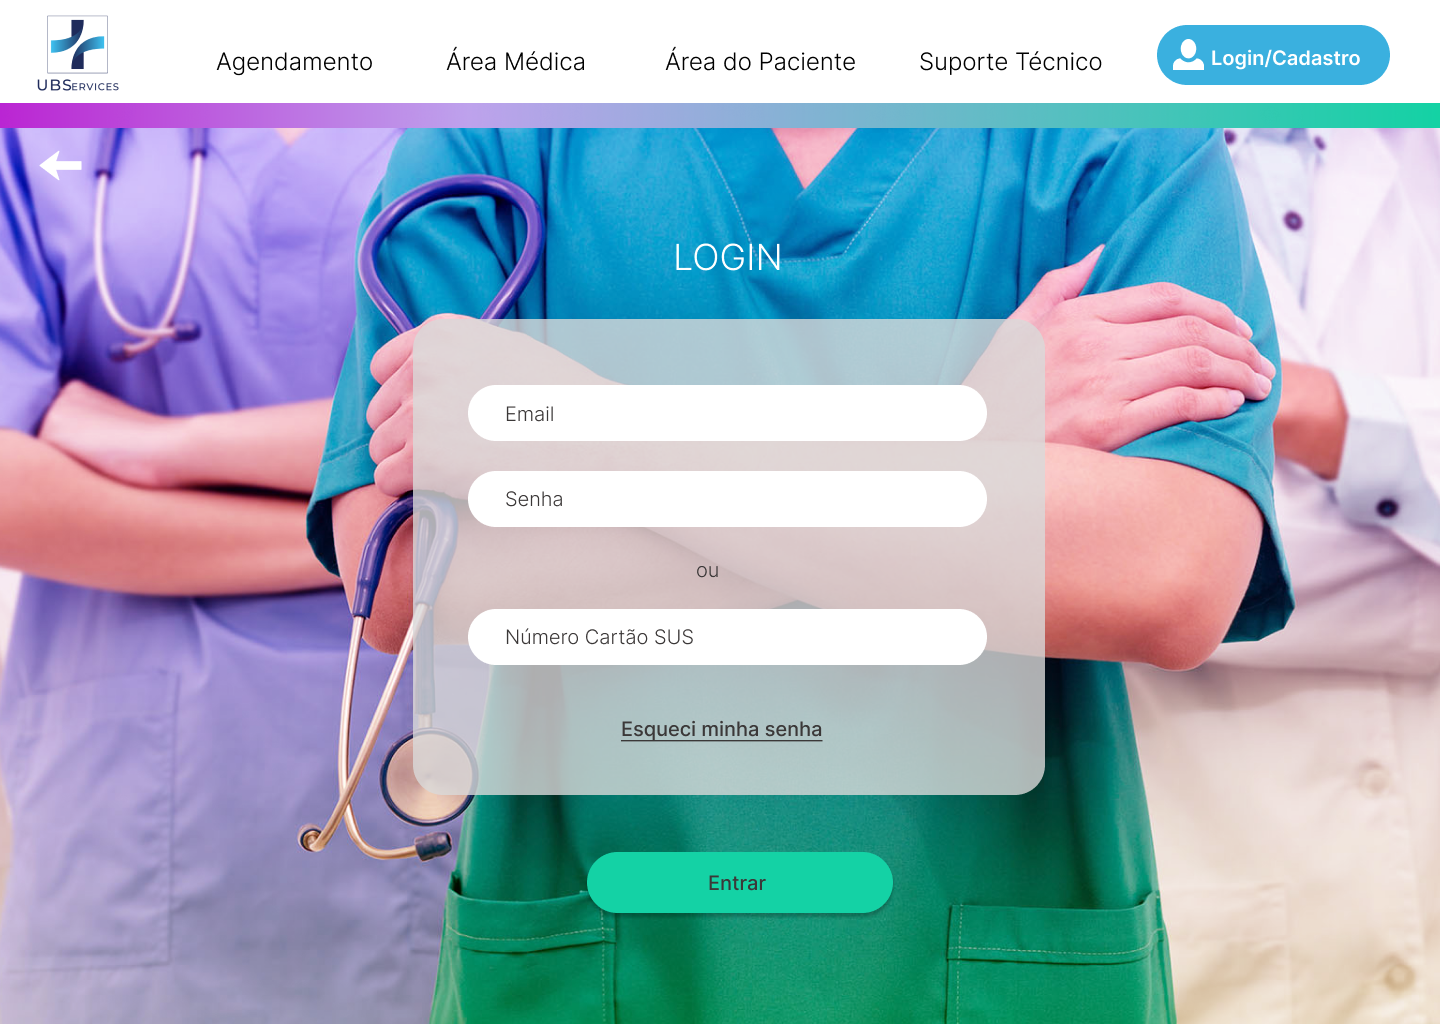 UBServices
Agendamento
Área Médica
Área do Paciente
Suporte Técnico
Login/Cadastro
LOGIN
Email
Senha
ou
Número Cartão SUS
Esqueci minha senha
Entrar